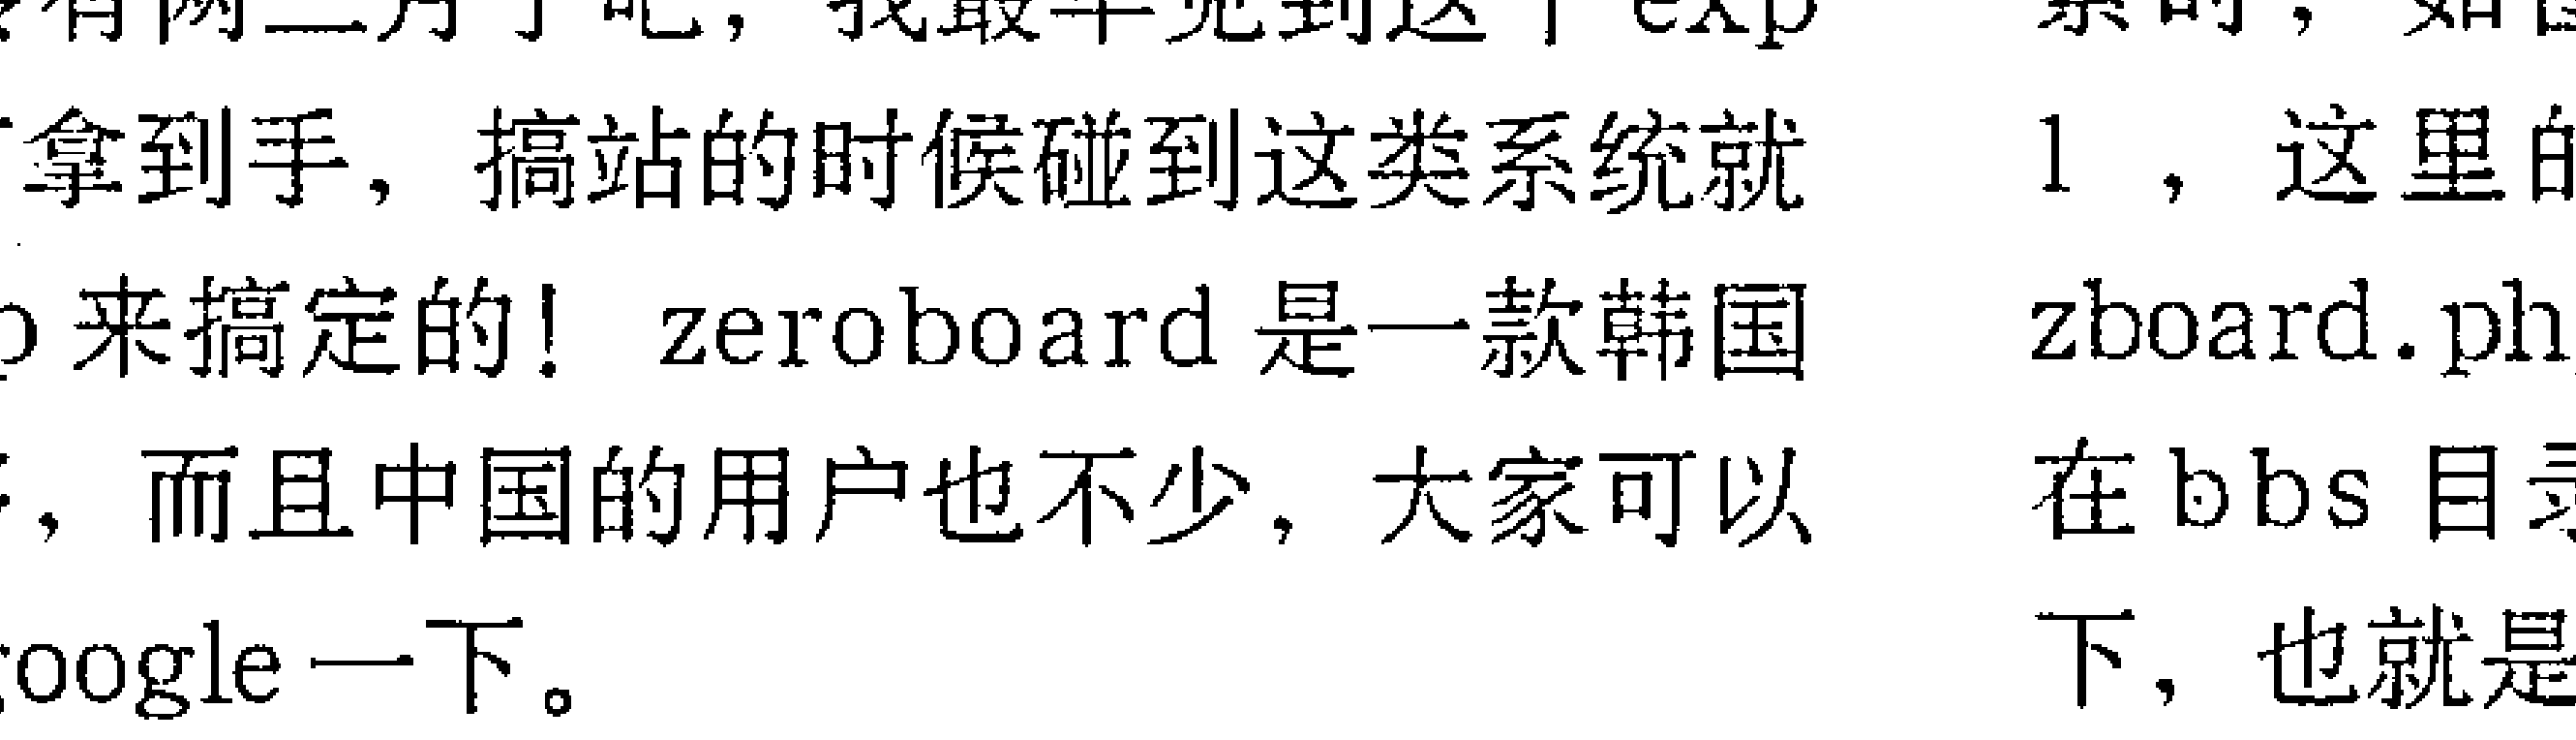 有两三月了吧，我最早见到这个exp
拿到手，搞站的时候碰到这类系统就
来搞定的！ zeroboard是一款韩国
，而且中国的用户也不少，大家可以
google一下。
时，如
1 ，这里的
zboard.ph
在bbs目录
下，也就是